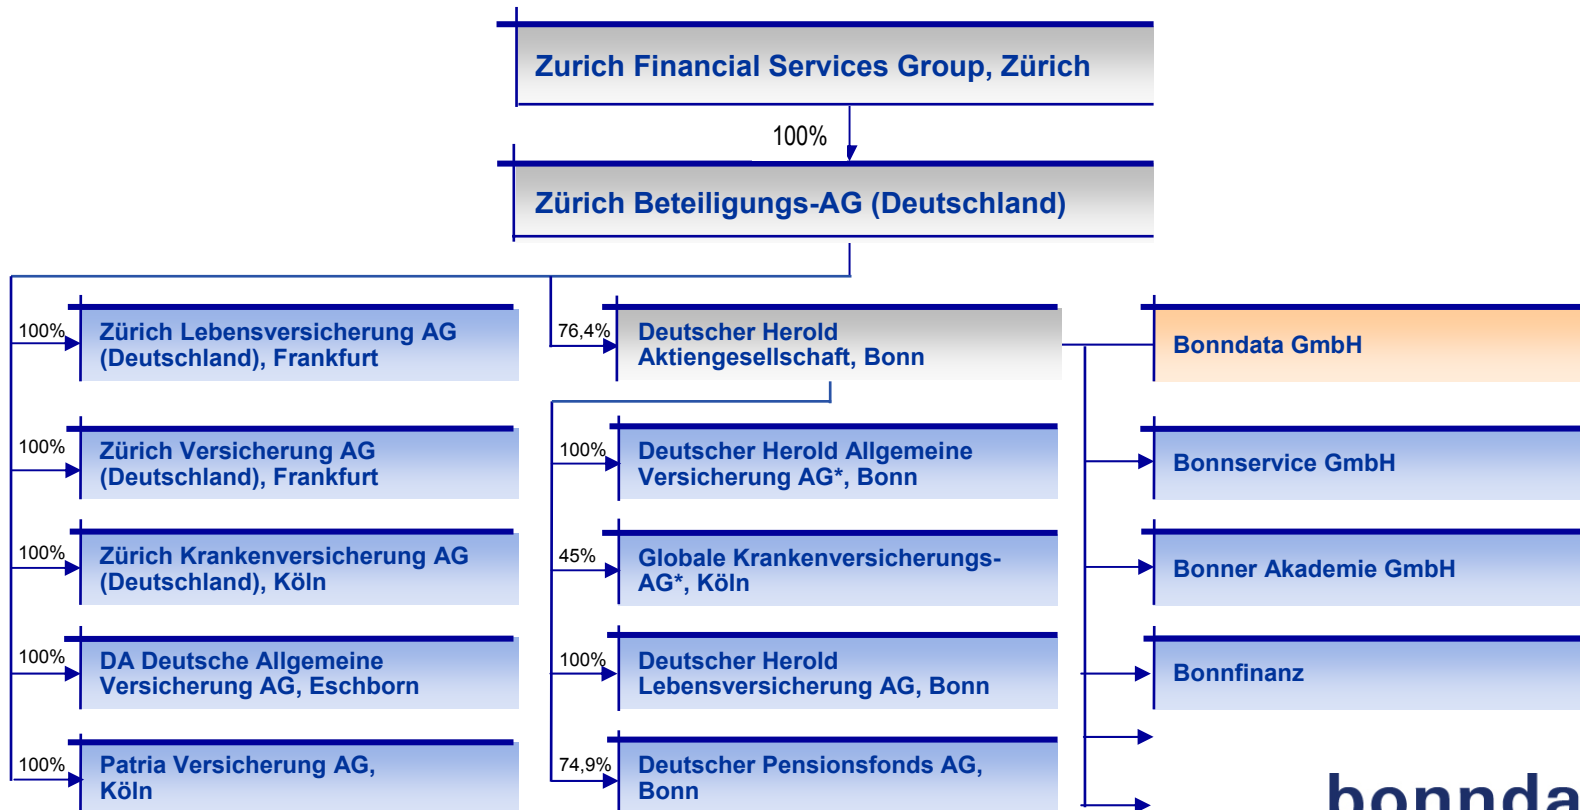 Zurich Financial Services Group, Zürich
100%
Zürich Beteiligungs-AG (Deutschland)
100%
Zürich Lebensversicherung AG
(Deutschland), Frankfurt
76,4%
Deutscher Herold
Aktiengesellschaft, Bonn
Bonndata GmbH
100%
Zürich Versicherung AG
(Deutschland), Frankfurt
100%
Deutscher Herold Allgemeine
Versicherung AG*, Bonn
Bonnservice GmbH
100%
Zürich Krankenversicherung AG
(Deutschland), Köln
45%
Globale Krankenversicherungs-
AG*, Köln
Bonner Akademie GmbH
100%
DA Deutsche Allgemeine
Versicherung AG, Eschborn
100%
Deutscher Herold
Lebensversicherung AG, Bonn
Bonnfinanz
100%
Patria Versicherung AG,
Köln
74,9%
Deutscher Pensionsfonds AG,
Bonn
bonnda